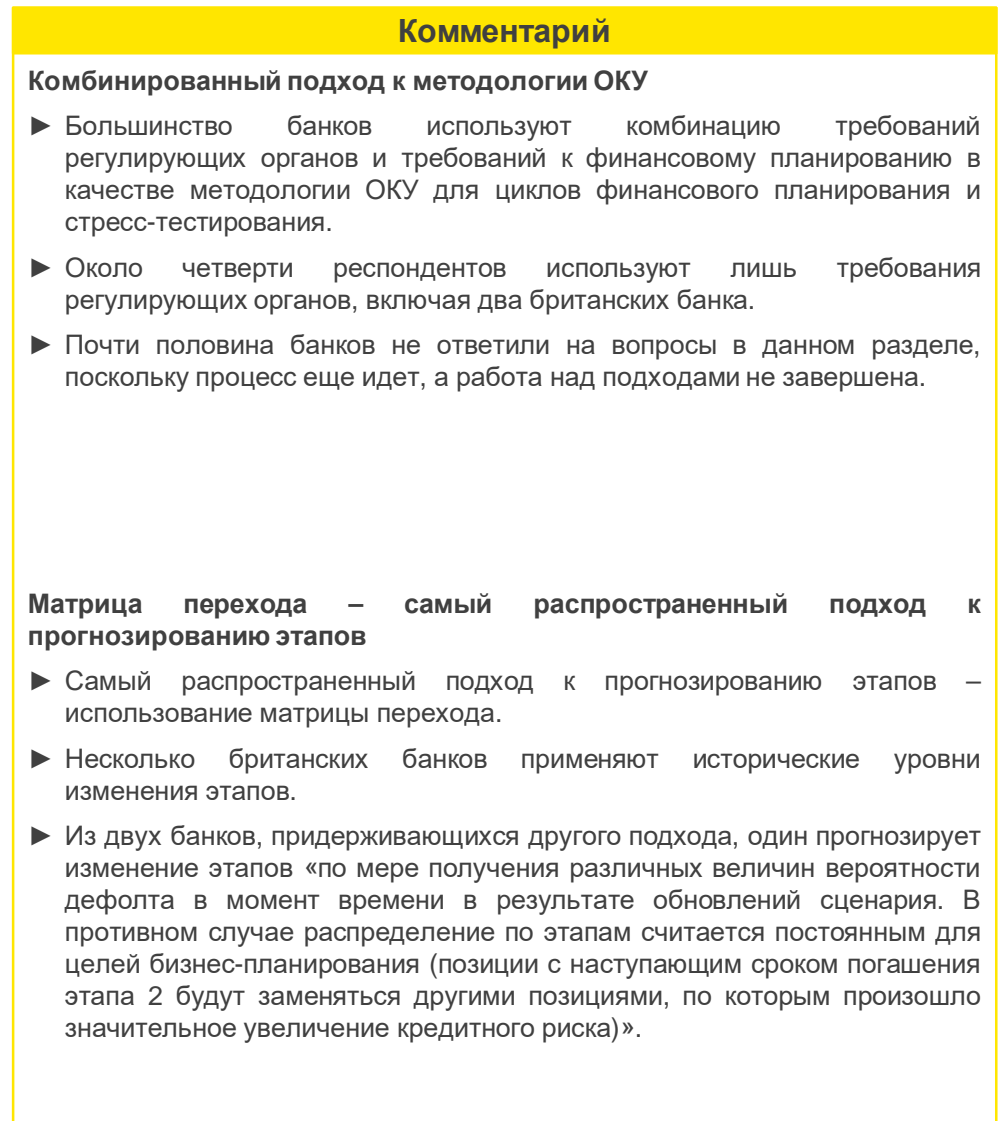 Комментарий
Комбинированный подход к методологии ОКУ
► Большинство банков используют комбинацию требований
регулирующих органов и требований к финансовому планированию в
качестве методологии ОКУ для циклов финансового планирования и
стресс-тестирования.
► Около четверти респондентов используют лишь требования
регулирующих органов, включая два британских банка.
► Почти половина банков не ответили на вопросы в данном разделе,
поскольку процесс еще идет, а работа над подходами не завершена.
Матрица перехода – самый распространенный подход к
прогнозированию этапов
► Самый распространенный подход к прогнозированию этапов –
использование матрицы перехода.
► Несколько британских банков применяют исторические уровни
изменения этапов.
► Из двух банков, придерживающихся другого подхода, один прогнозирует
изменение этапов «по мере получения различных величин вероятности
дефолта в момент времени в результате обновлений сценария. В
противном случае распределение по этапам считается постоянным для
целей бизнес-планирования (позиции с наступающим сроком погашения
этапа 2 будут заменяться другими позициями, по которым произошло
значительное увеличение кредитного риска)».